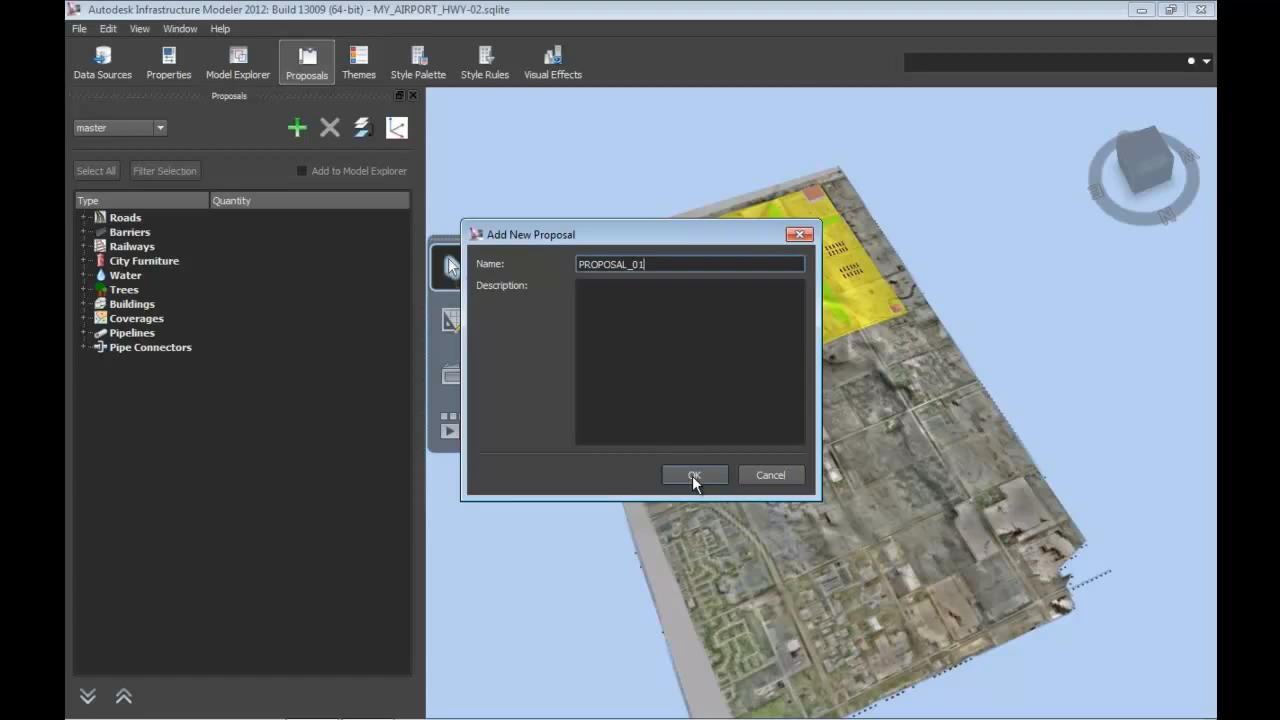 Autodesk Infrastructure Modeler 2012: Build 13009 (64-bit) - MY_AIRPORT_HWY-02.sqlite
File Edit View Window Help
Data Sources Properties Model Explorer Proposals Themes Style Palette Style Rules Visual Effects
Proposals
master
Select All Filter Selection Add to Model Explorer
Type Quantity
Roads
Barriers
Railways
City Furniture
Water
Trees
Buildings
Coverages
Pipelines
Pipe Connectors
Add New Proposal
Name: PROPOSAL_01
Description:
OK Cancel